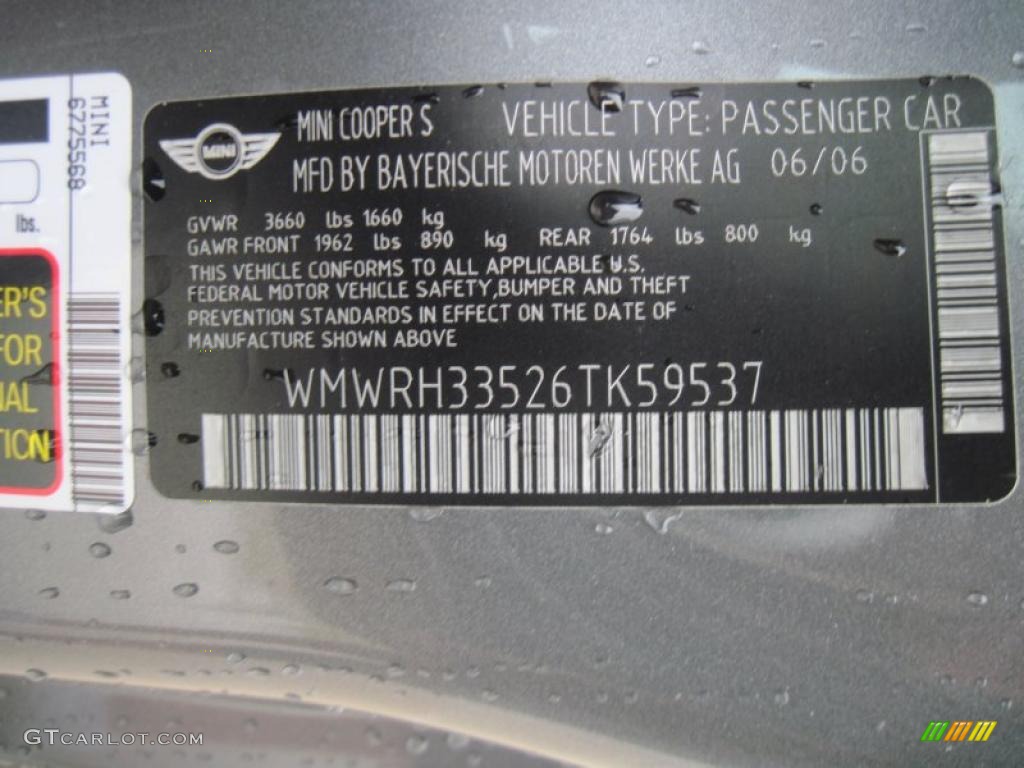 MINI
67725568
lbs.
ER'S
FOR
NAL
TION
MINI
MINI COOPER S VEHICLE TYPE: PASSENGER CAR
MFD BY BAYERISCHE MOTOREN WERKE AG 06/06
GVWR 3660 lbs 1660 kg
GAWR FRONT 1962 lbs 890 kg REAR 1764 lbs 800 kg
THIS VEHICLE CONFORMS TO ALL APPLICABLE U.S.
FEDERAL MOTOR VEHICLE SAFETY,BUMPER AND THEFT
PREVENTION STANDARDS IN EFFECT ON THE DATE OF
MANUFACTURE SHOWN ABOVE
WMWRH33526TK59537
GTCARLOT.COM